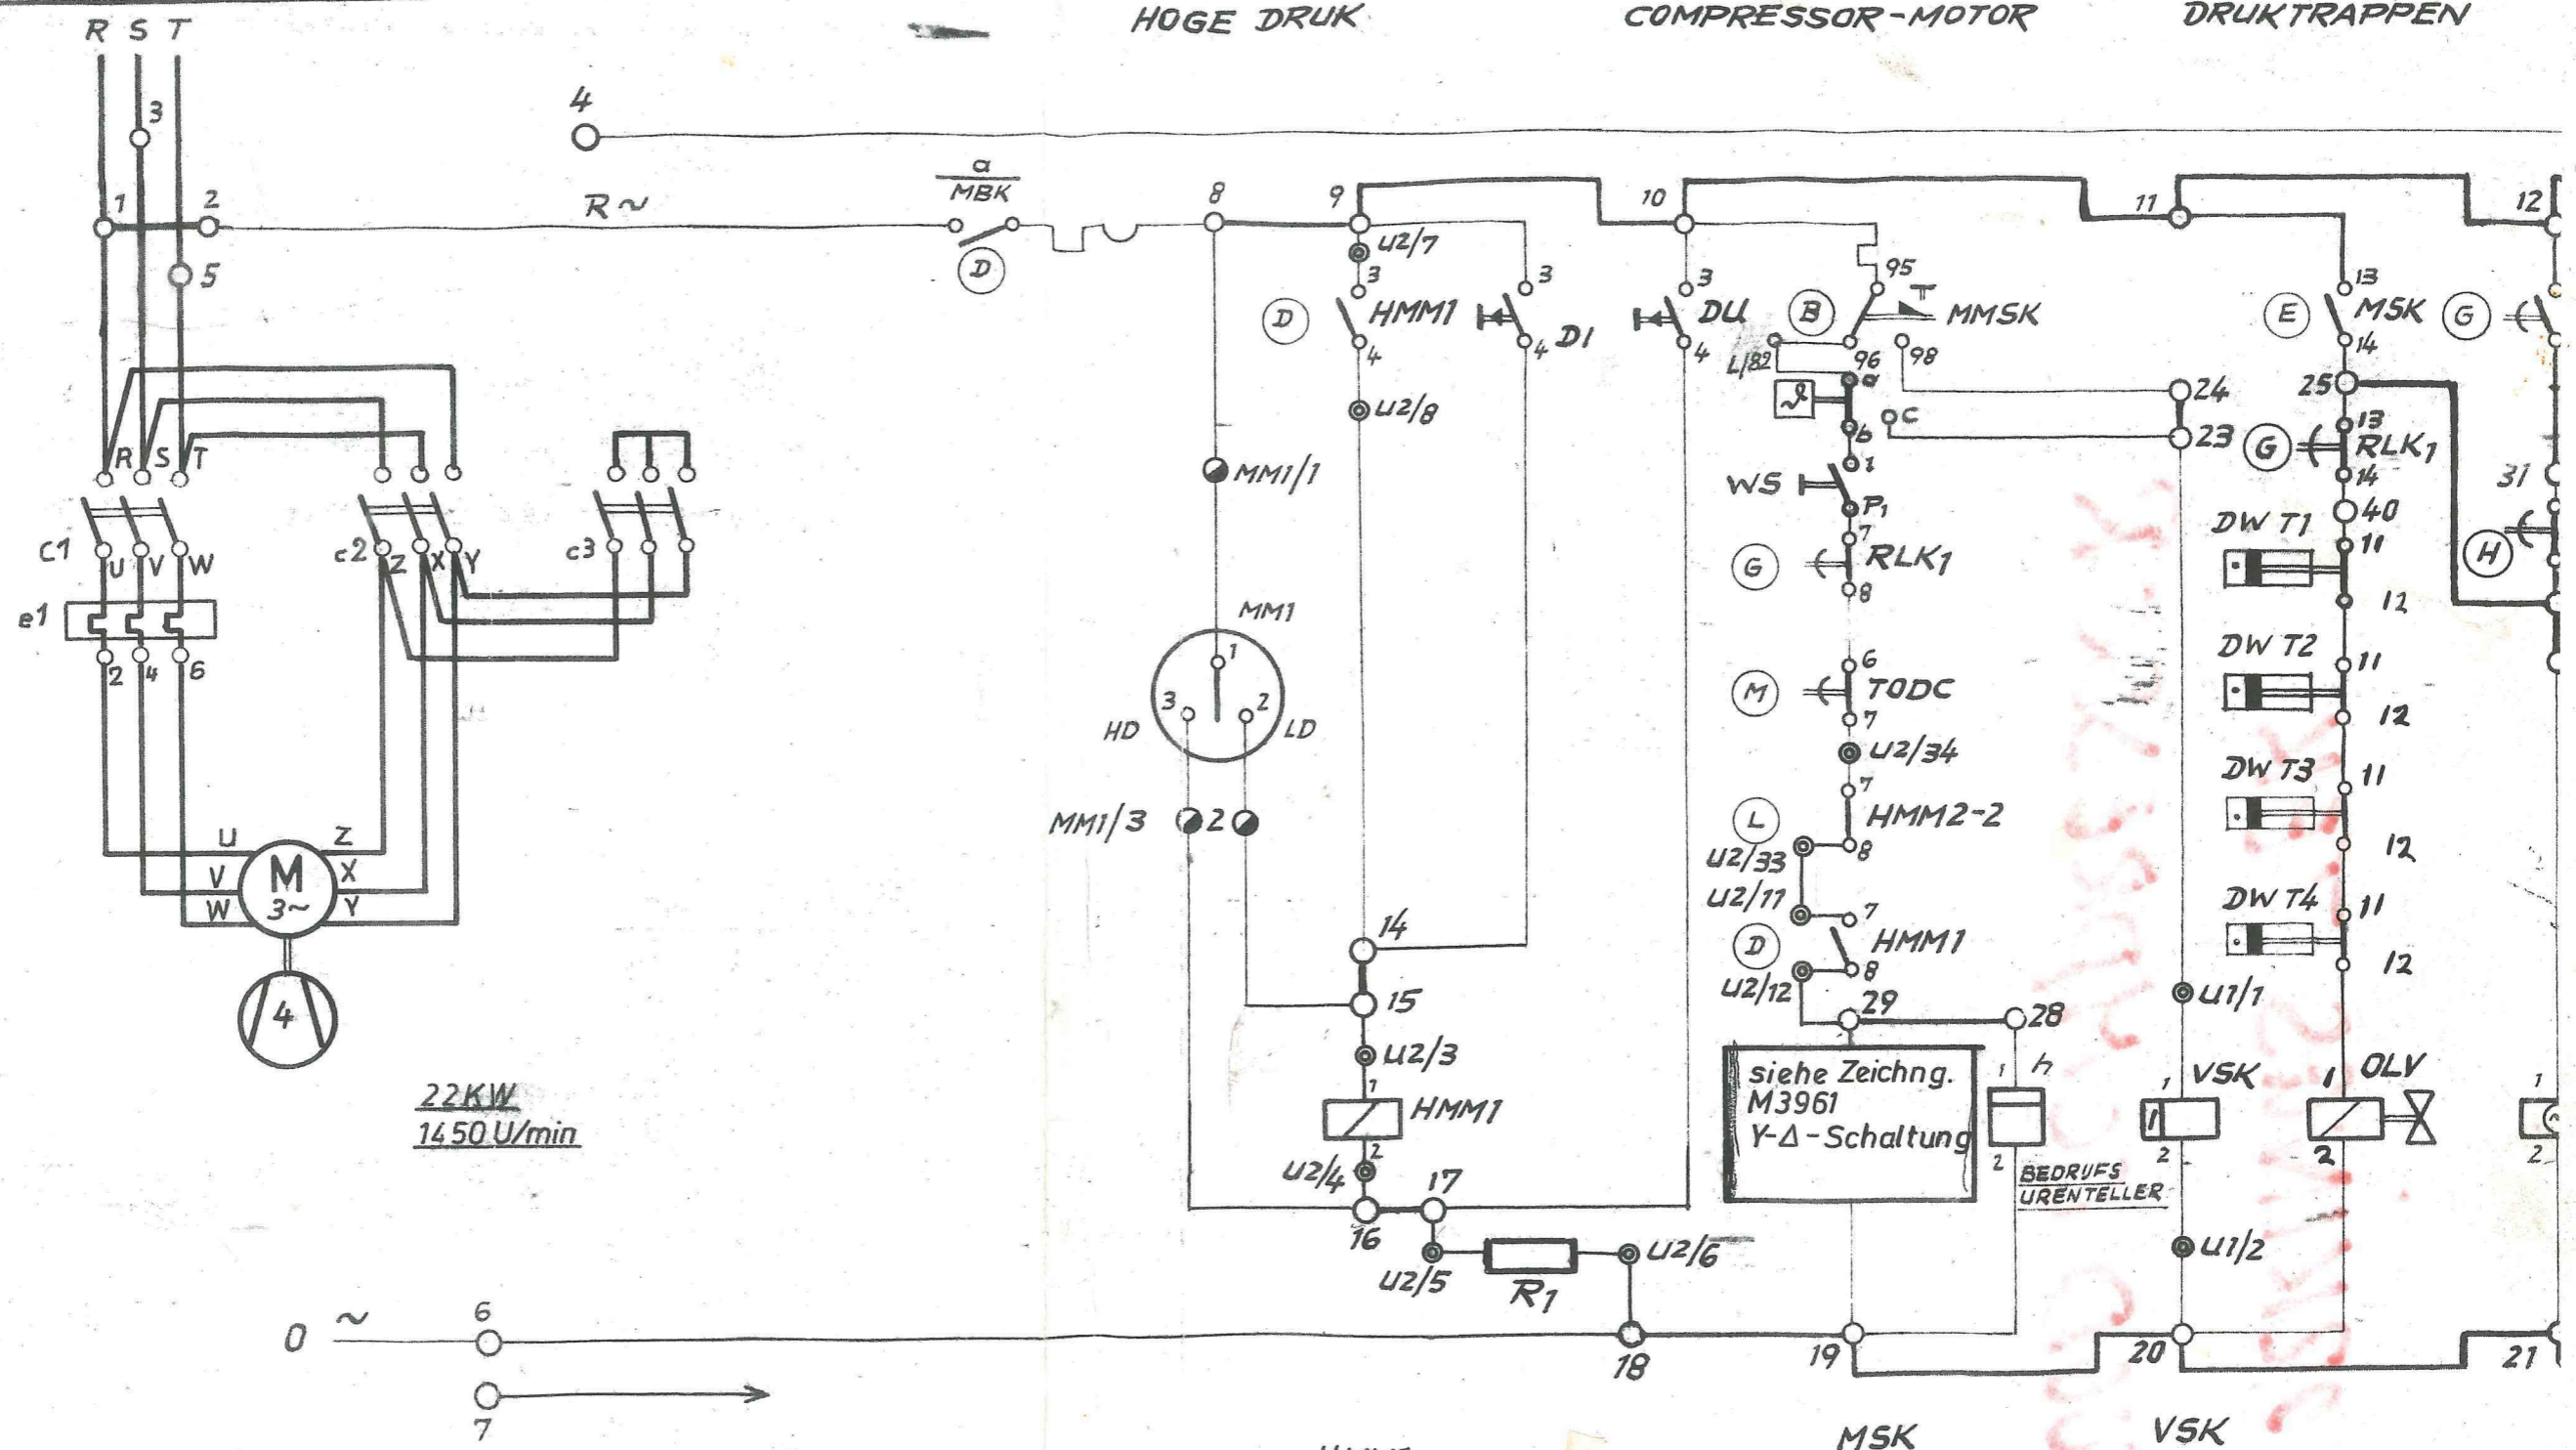 HOGE DRUK
COMPRESSOR-MOTOR
DRUKTRAPPEN
R S T
3
4
1
2
R~
a
MBK
D
5
8
9
10
11
12
U2/7
3
D
HMM1
4
U2/8
3
DI
4
3
DU
4
95
B
MMSK
L/82
96
98
13
E
MSK
14
G
R S T
C1
U V W
c2
Z X Y
c3
e1
2 4 6
MM1/1
MM1
1
3
2
HD
LD
MM1/3
2
a
b
c
24
23
25
13
G
RLK1
14
31
40
H
WS
1
P1
7
G
RLK1
8
6
M
TODC
7
U2/34
7
L
HMM2-2
U2/33
8
U2/11
7
D
HMM1
8
U2/12
29
28
DW T1
11
12
DW T2
11
12
DW T3
11
12
DW T4
11
12
U
V
W
M
3~
Z
X
Y
4
22KW
1450 U/min
14
15
U2/3
1
HMM1
2
U2/4
16
17
U2/5
R1
U2/6
siehe Zeichng.
M3961
Y-Δ-Schaltung
1
h
2
BEDRIJFS
URENTELLER
U1/1
1
VSK
2
U1/2
1
OLV
2
1
2
0 ~
6
7
18
19
20
21
MSK
VSK